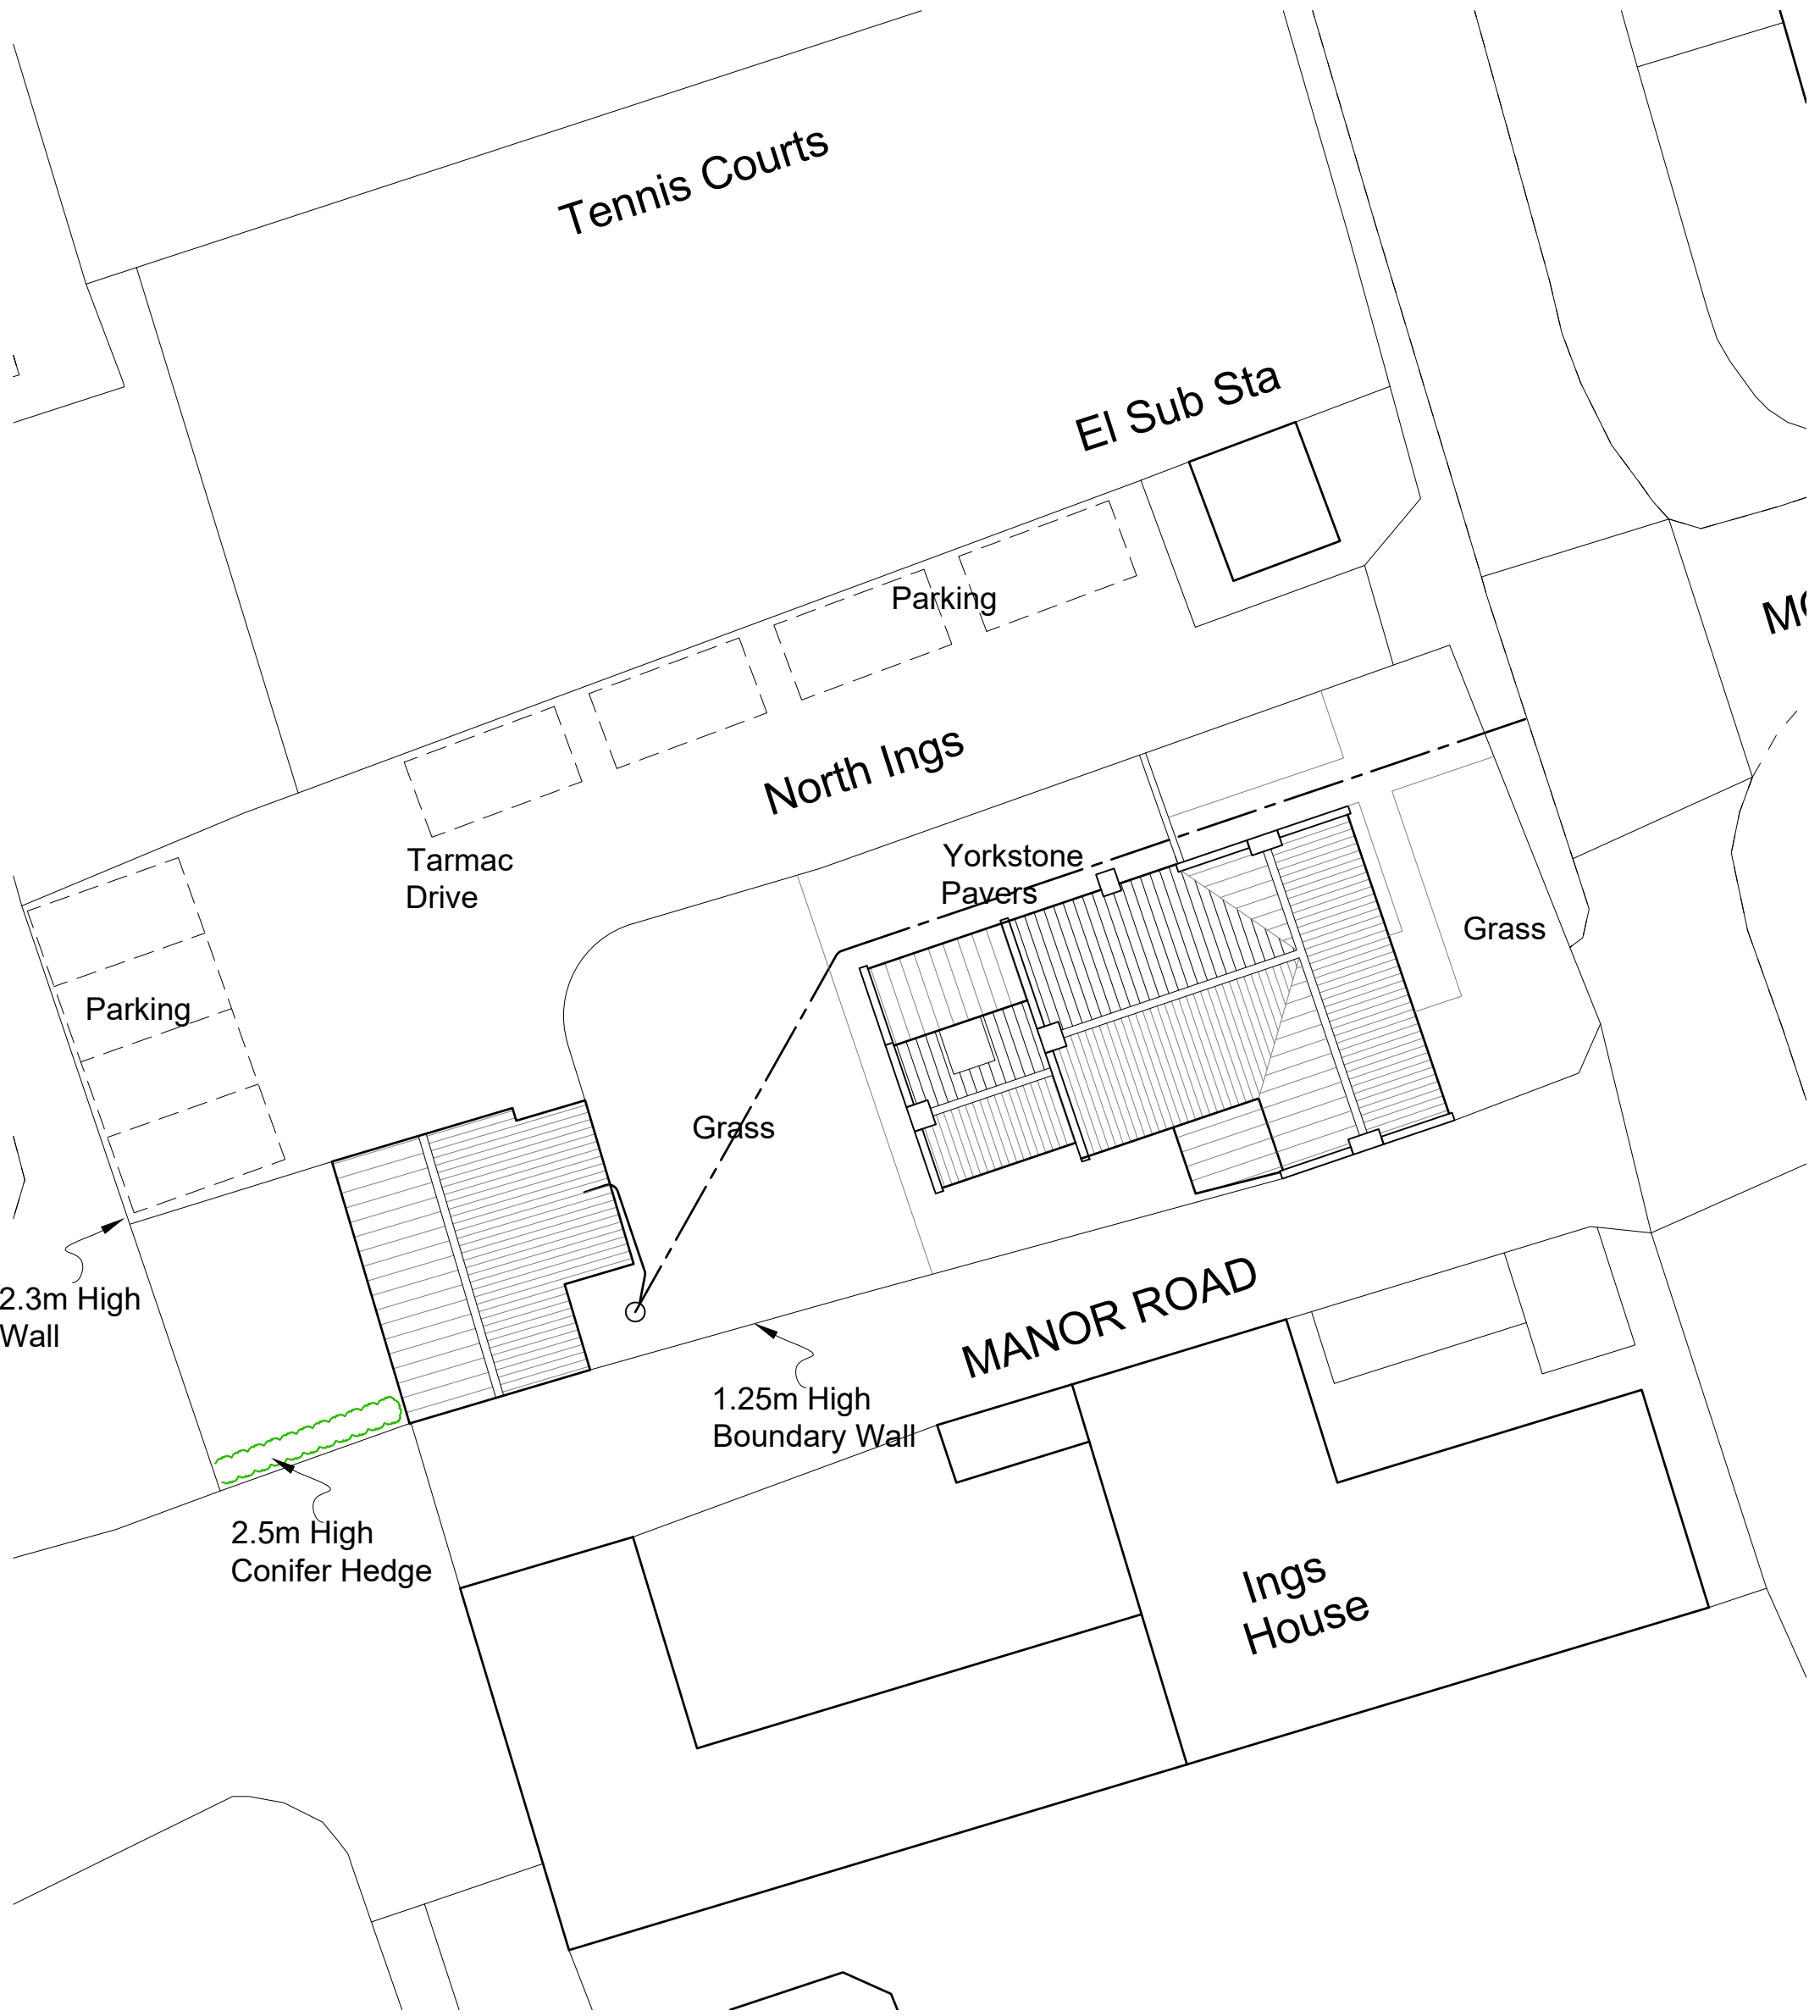 Tennis Courts
El Sub Sta
Parking
North Ings
Tarmac
Drive
Yorkstone
Pavers
Grass
Parking
Grass
2.3m High
Wall
MANOR ROAD
1.25m High
Boundary Wall
2.5m High
Conifer Hedge
Ings
House